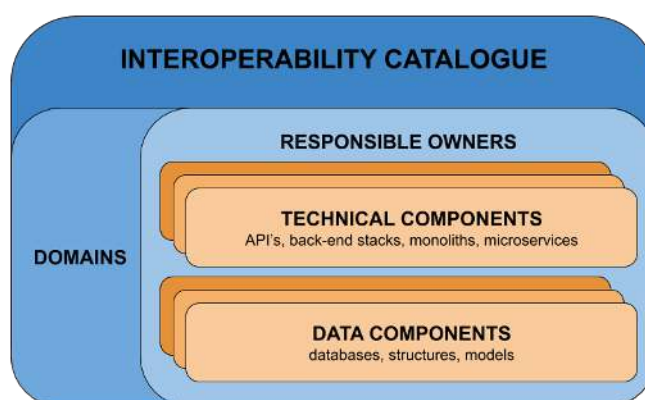 INTEROPERABILITY CATALOGUE
RESPONSIBLE OWNERS
TECHNICAL COMPONENTS
API's, back-end stacks, monoliths, microservices
DOMAINS
DATA COMPONENTS
databases, structures, models